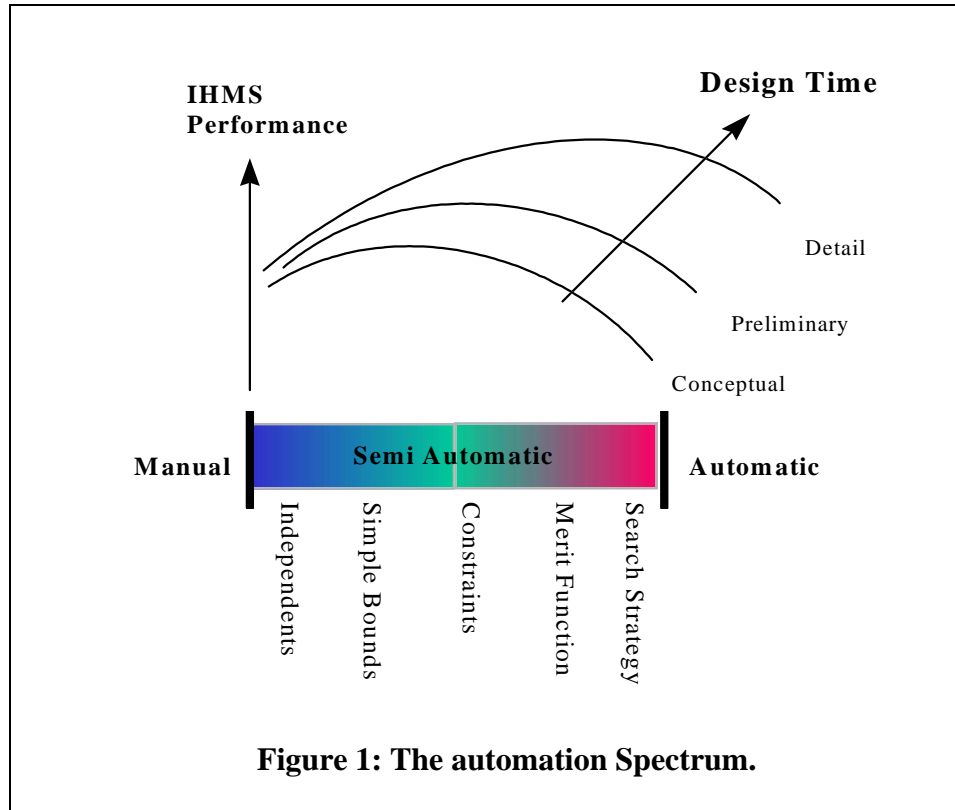 IHMS
Performance
Design Time
Detail
Preliminary
Conceptual
Manual
Semi Automatic
Automatic
Independents
Simple Bounds
Constraints
Merit Function
Search Strategy
Figure 1: The automation Spectrum.